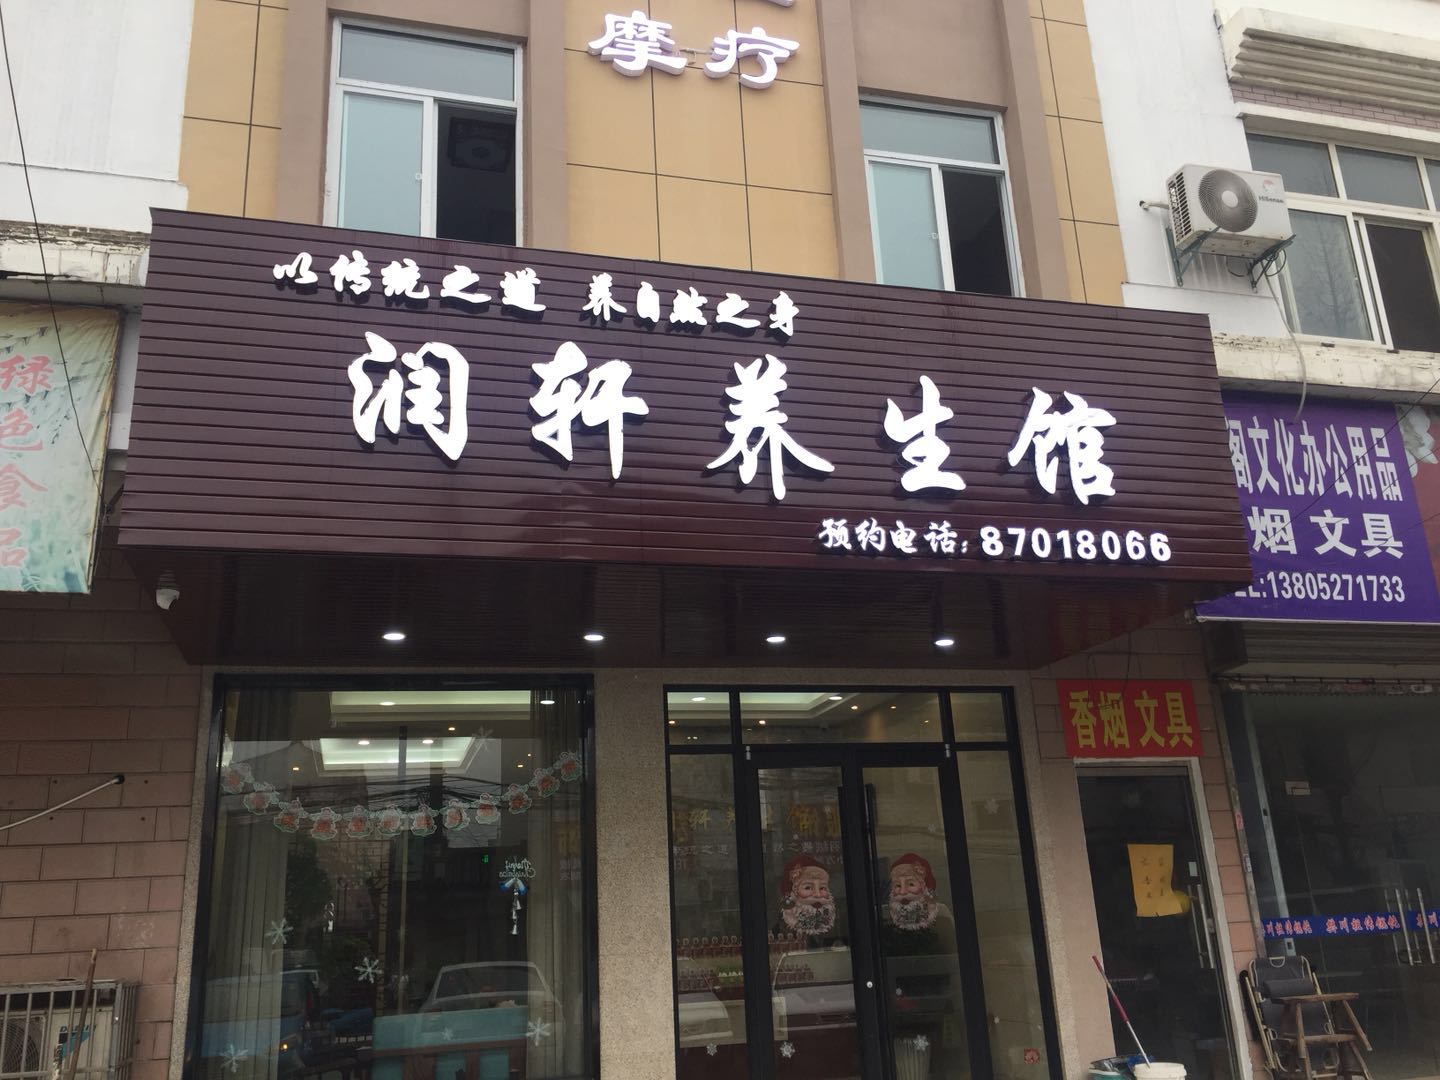 摩疗
以传统之道 养自然之身
润轩养生馆
预约电话：87018066
绿色食品
阁文化办公用品
烟 文具
13805271733
香烟 文具
HiSense